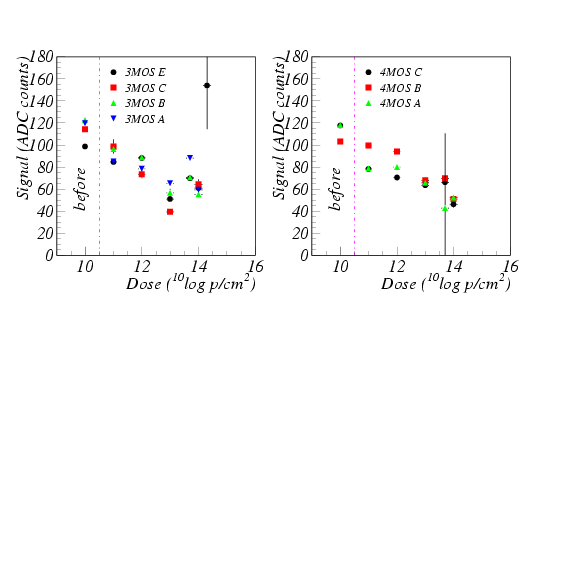 Signal (ADC counts)
180
160
140
120
100
80
60
40
20
0
3MOS E
3MOS C
3MOS B
3MOS A
before
10 12 14 16
Dose (10log p/cm2)
Signal (ADC counts)
180
160
140
120
100
80
60
40
20
0
4MOS C
4MOS B
4MOS A
before
10 12 14 16
Dose (10log p/cm2)